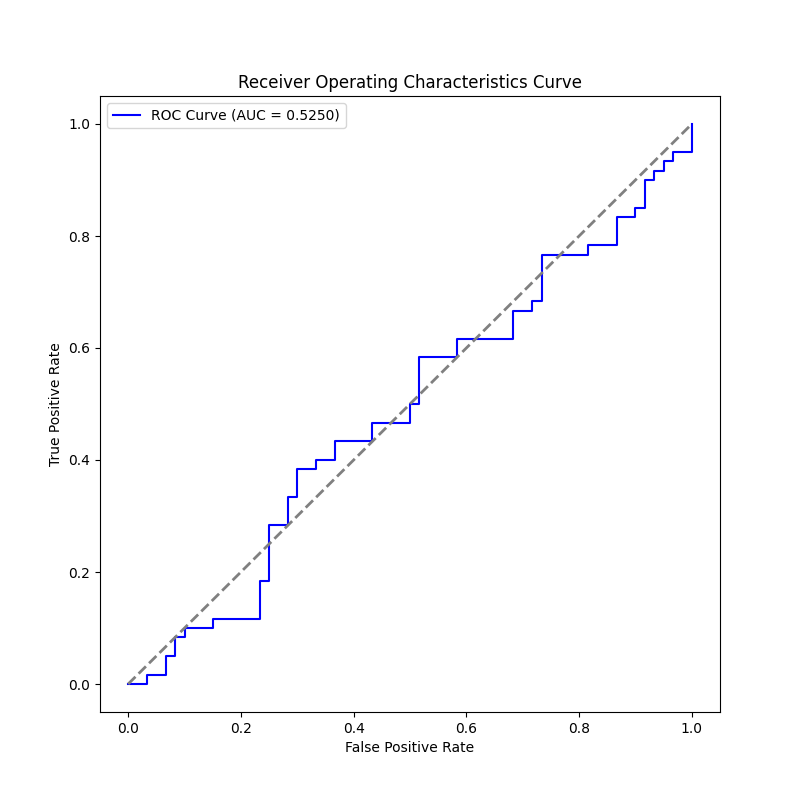 Receiver Operating Characteristics Curve
ROC Curve (AUC = 0.5250)
1.0
0.8
0.6
0.4
0.2
0.0
True Positive Rate
0.0 0.2 0.4 0.6 0.8 1.0
False Positive Rate